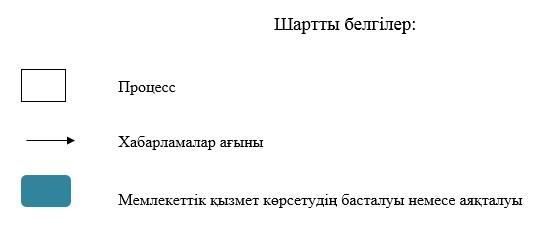 Шартты белгілер:
Процесс
Хабарламалар ағыны
Мемлекеттік қызмет көрсетудің басталуы немесе аяқталуы